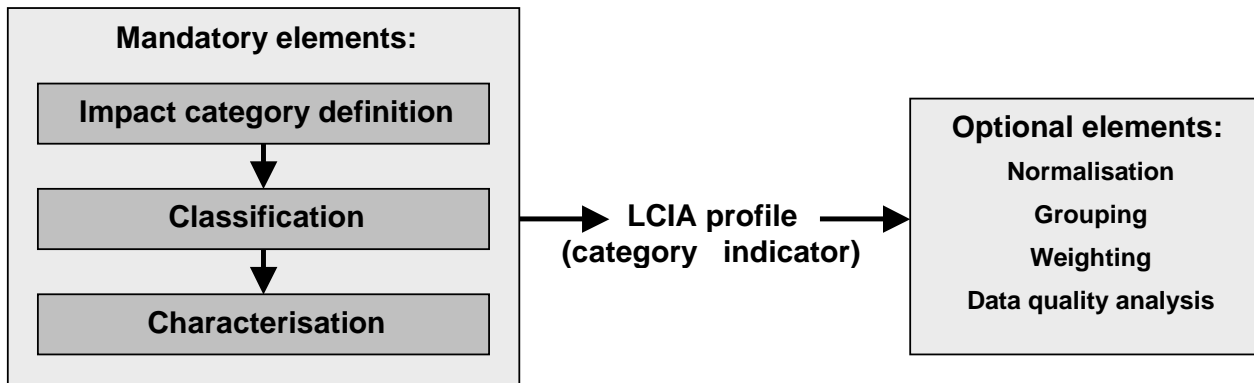 Mandatory elements:
Impact category definition
Classification
Characterisation
LCIA profile
(category indicator)
Optional elements:
Normalisation
Grouping
Weighting
Data quality analysis